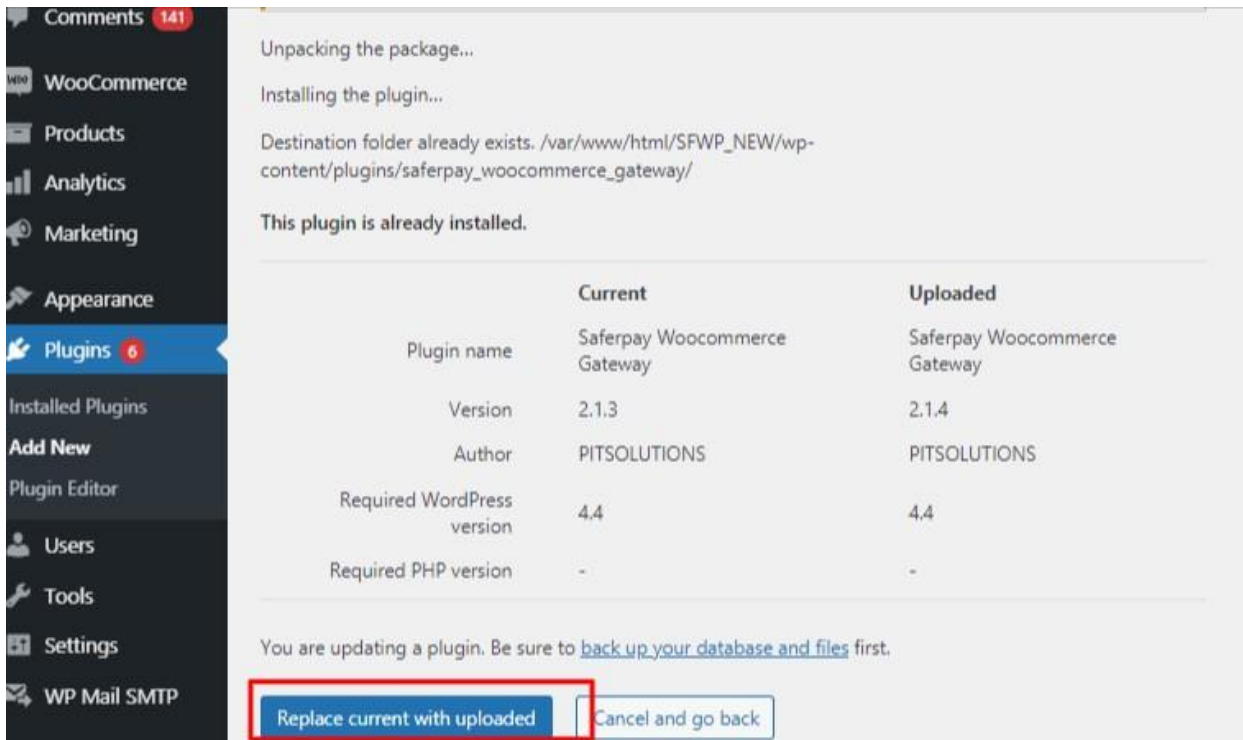 Comments 141
WooCommerce
Products
Analytics
Marketing
Appearance
Plugins 6
Installed Plugins
Add New
Plugin Editor
Users
Tools
Settings
WP Mail SMTP
Unpacking the package...
Installing the plugin...
Destination folder already exists. /var/www/html/SFWP_NEW/wp-
content/plugins/saferpay_woocommerce_gateway/
This plugin is already installed.
Current Uploaded
Plugin name Saferpay Woocommerce Gateway Saferpay Woocommerce Gateway
Version 2.1.3 2.1.4
Author PITSOLUTIONS PITSOLUTIONS
Required WordPress version 4.4 4.4
Required PHP version - -
You are updating a plugin. Be sure to back up your database and files first.
Replace current with uploaded Cancel and go back